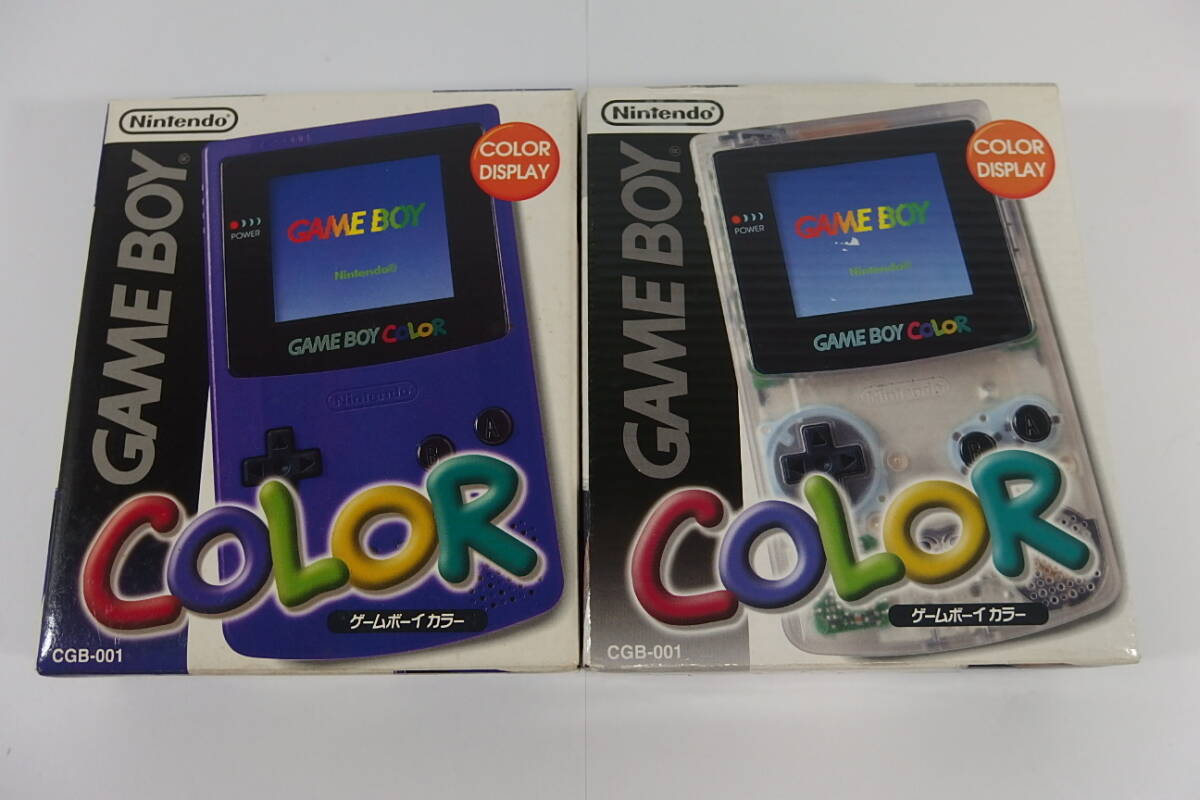 Nintendo
GAME BOY®
COLOR
DISPLAY
POWER
GAME BOY
Nintendo®
GAME BOY COLOR
Nintendo
A
B
COLOR
ゲームボーイカラー
CGB-001
Nintendo
GAME BOY®
COLOR
DISPLAY
POWER
GAME BOY
Nintendo®
GAME BOY COLOR
Nintendo
A
B
COLOR
ゲームボーイカラー
CGB-001